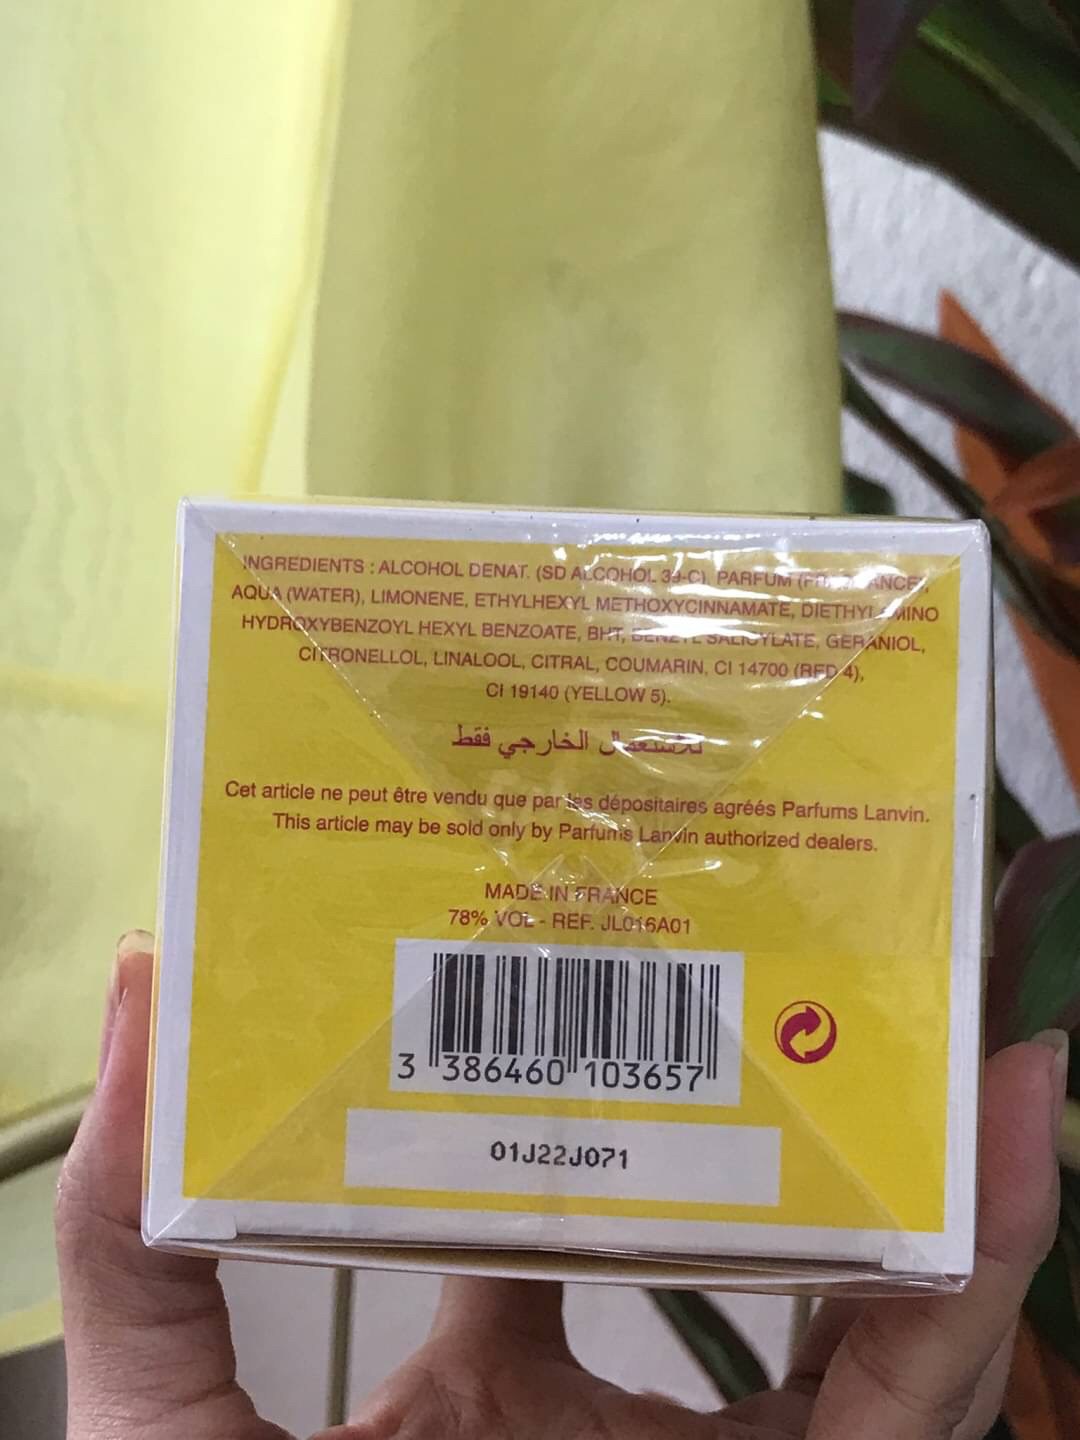 INGREDIENTS : ALCOHOL DENAT. (SD ALCOHOL 39-C), PARFUM (FRAGRANCE),
AQUA (WATER), LIMONENE, ETHYLHEXYL METHOXYCINNAMATE, DIETHYLAMINO
HYDROXYBENZOYL HEXYL BENZOATE, BHT, BENZYL SALICYLATE, GERANIOL,
CITRONELLOL, LINALOOL, CITRAL, COUMARIN, CI 14700 (RED 4),
CI 19140 (YELLOW 5).
للاستعمال الخارجي فقط
Cet article ne peut être vendu que par les dépositaires agréés Parfums Lanvin.
This article may be sold only by Parfums Lanvin authorized dealers.
MADE IN FRANCE
78% VOL - REF. JL016A01
3 386460 103657
01J22J071